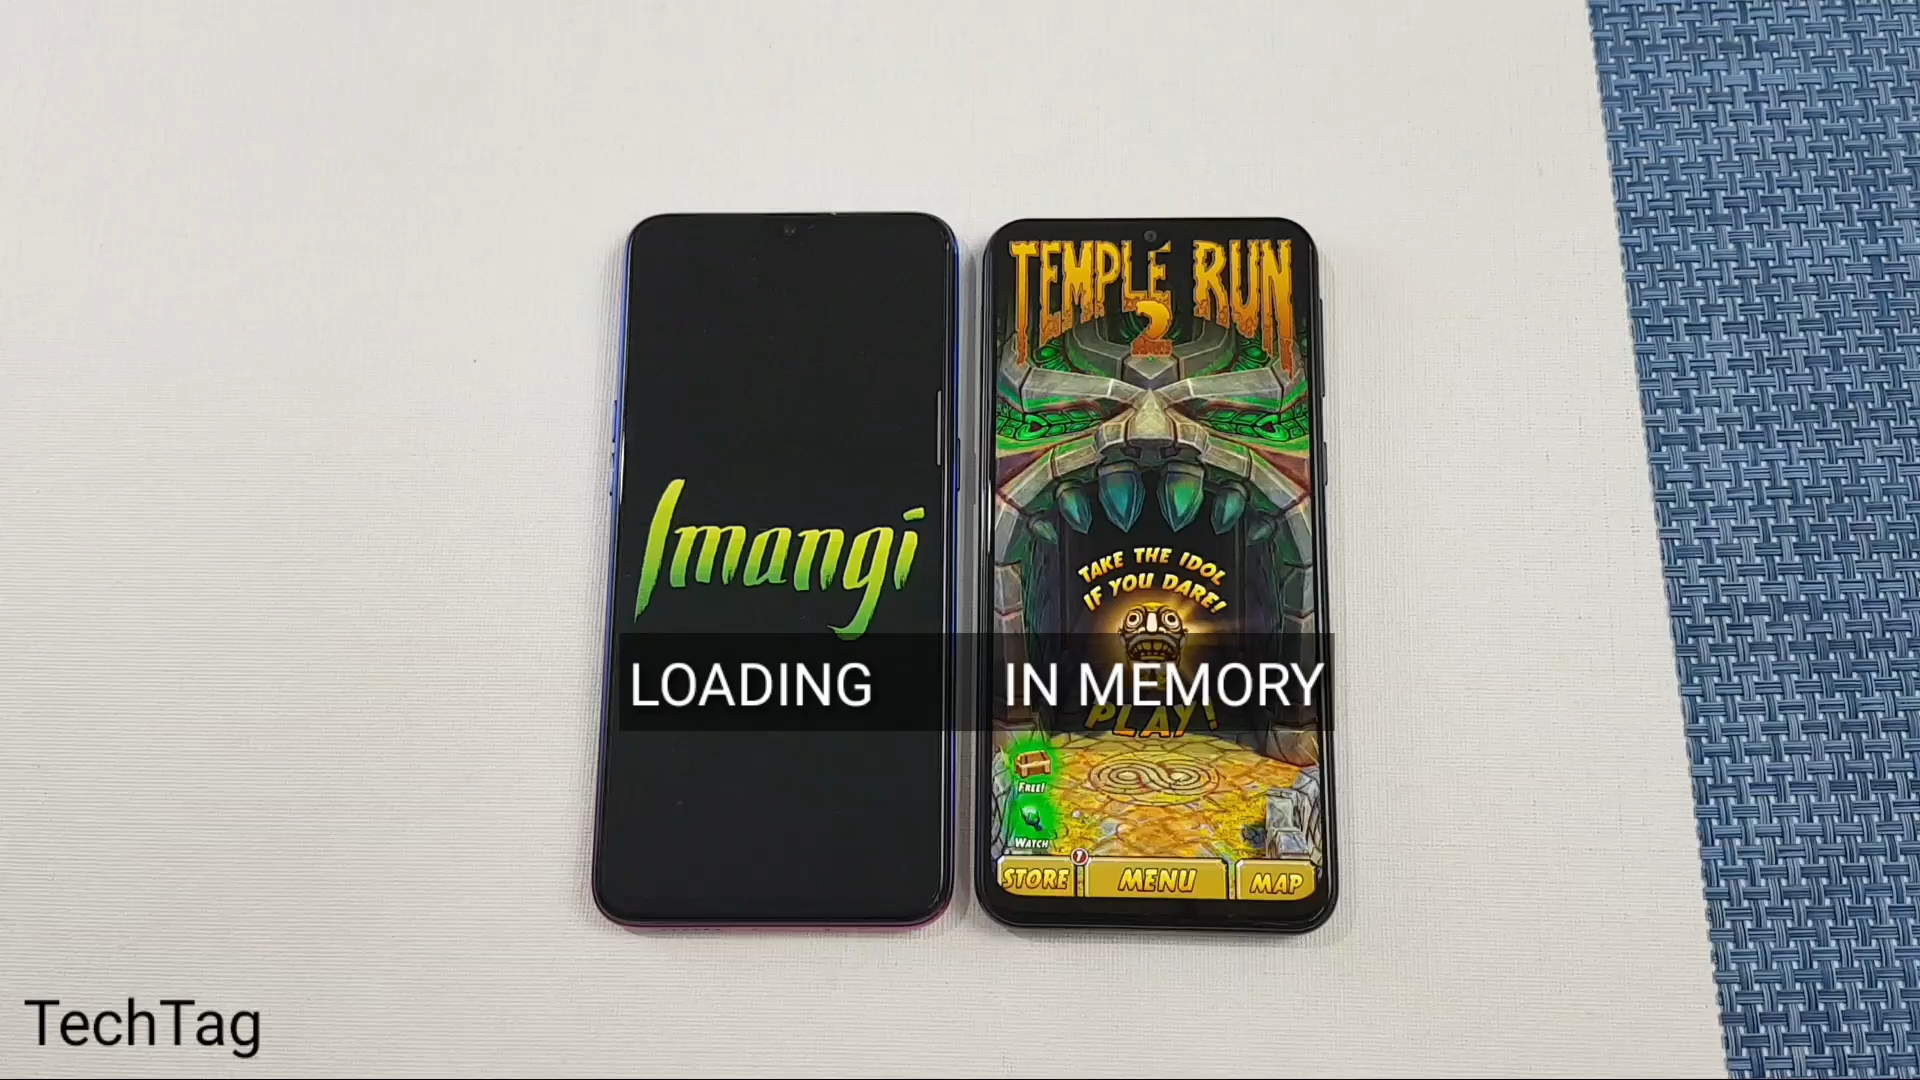 Imangi
TEMPLE RUN
2
TAKE THE IDOL
IF YOU DARE!
LOADING
IN MEMORY
PLAY!
FREE!
WATCH
1
STORE
MENU
MAP
TechTag